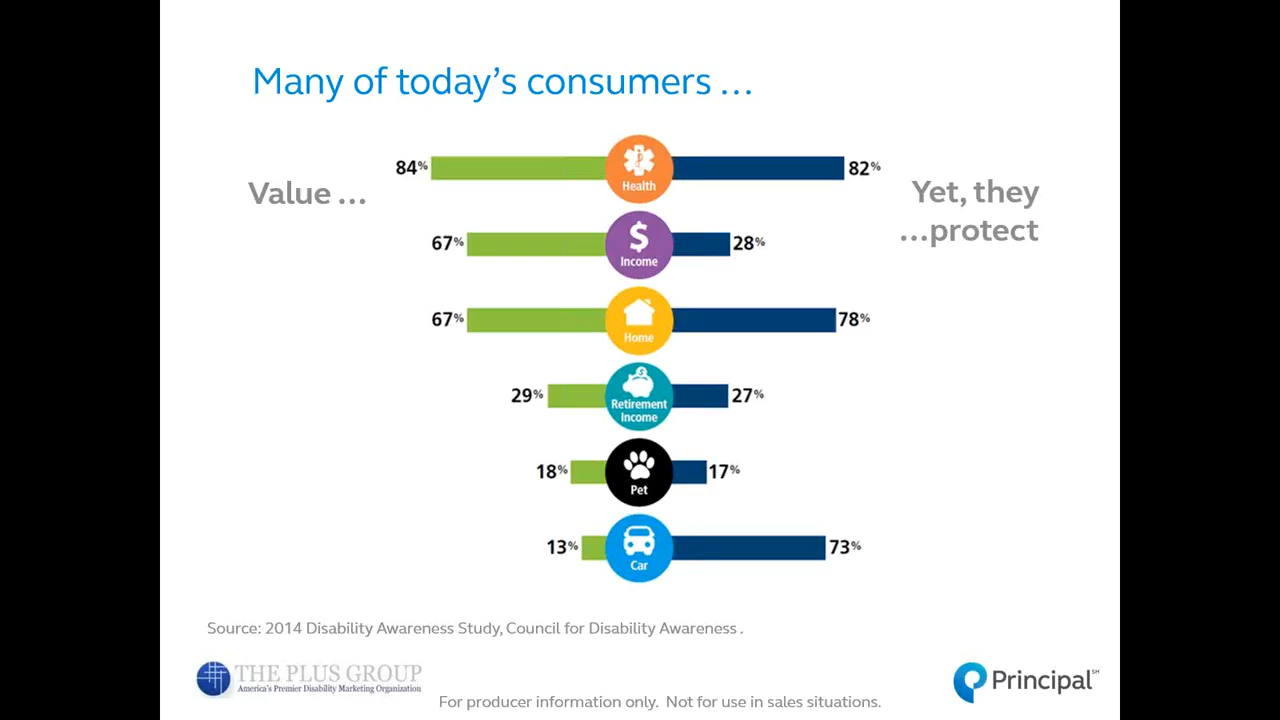 Many of today's consumers ...
Value ...
Yet, they
...protect
84% Health 82%
67% $ Income 28%
67% Home 78%
29% $ Retirement
Income 27%
18% Pet 17%
13% Car 73%
Source: 2014 Disability Awareness Study, Council for Disability Awareness .
THE PLUS GROUP
America's Premier Disability Marketing Organization
For producer information only. Not for use in sales situations.
Principal℠